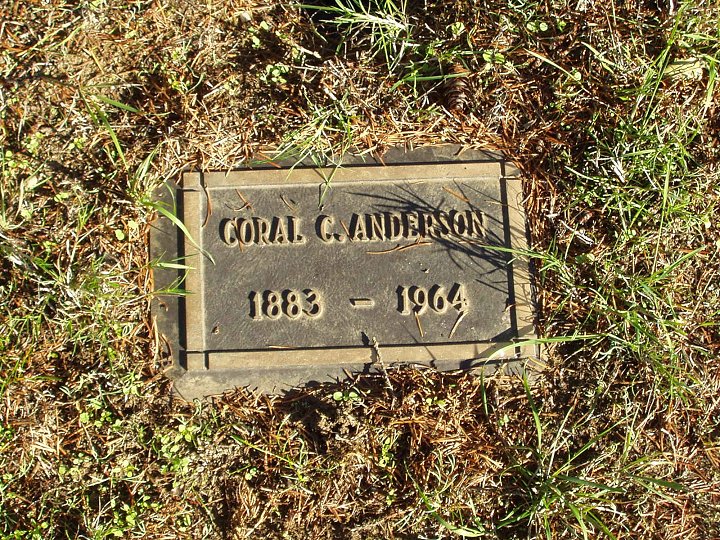 CORAL C. ANDERSON
1883 - 1964